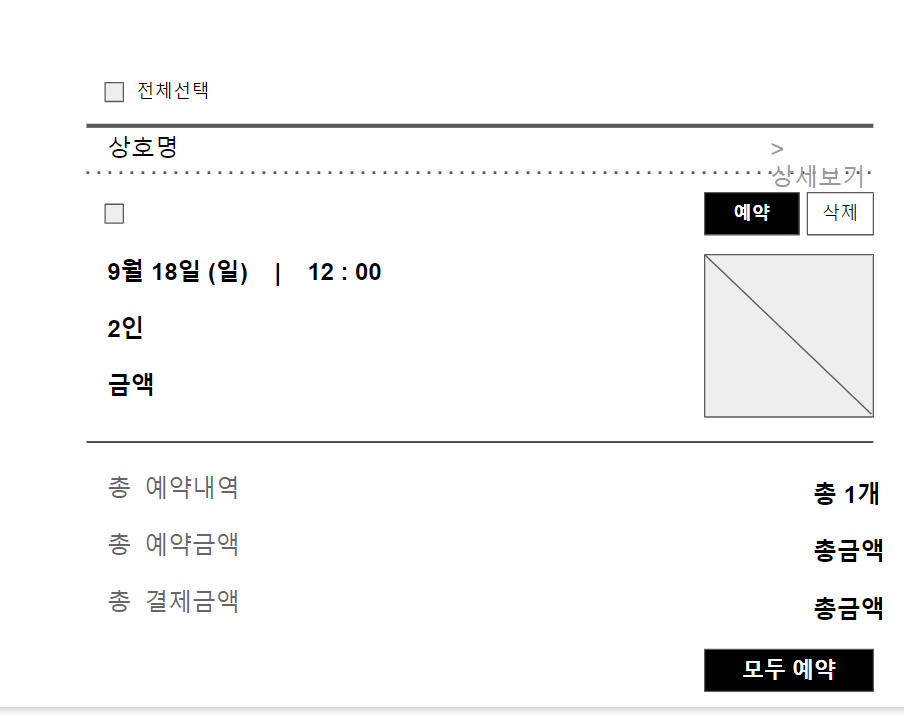 전체선택
상호명
>
상세보기
예약 삭제
9월 18일 (일) | 12 : 00
2인
금액
총 예약내역 총 1개
총 예약금액 총금액
총 결제금액 총금액
모두 예약